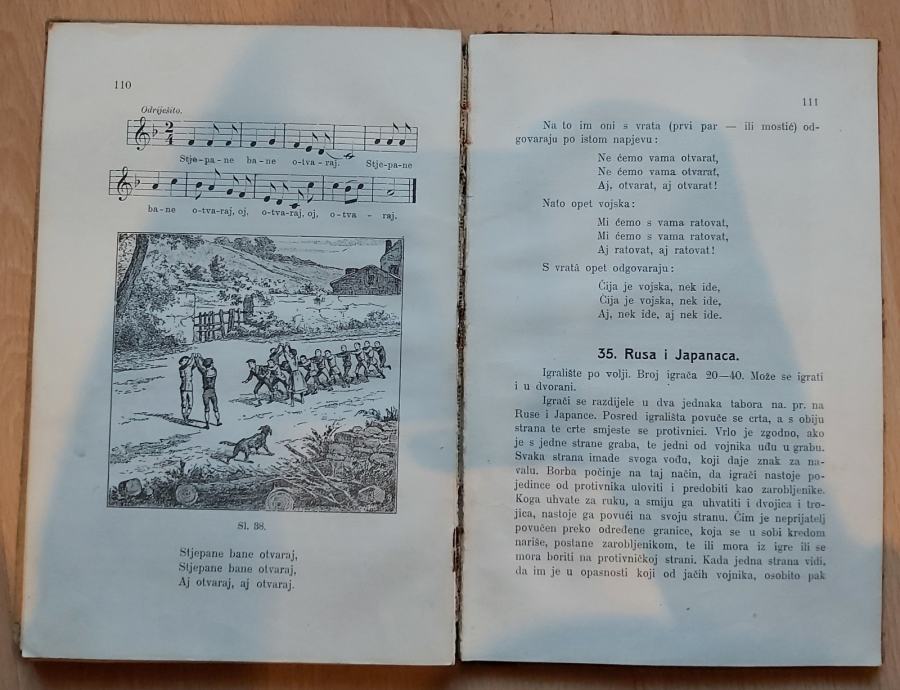 110
Odriješito.
2
4
Stje-pa-ne ba-ne o-tva-raj. Stje-pane
ba-ne o-tva-raj, oj, o-tva-raj, oj, o-tva - raj.
Sl. 38.
Stjepane bane otvaraj,
Stjepane bane otvaraj,
Aj otvaraj, aj otvaraj.
111
Na to im oni s vrata (prvi par — ili mostić) od-
govaraju po istom napjevu:
Ne ćemo vama otvarat,
Ne ćemo vama otvarat,
Aj, otvarat, aj otvarat!
Nato opet vojska:
Mi ćemo s vama ratovat,
Mi ćemo s vama ratovat,
Aj ratovat, aj ratovat!
S vratâ opet odgovaraju:
Čija je vojska, nek ide,
Čija je vojska, nek ide,
Aj, nek ide, aj nek ide.
35. Rusa i Japanaca.
Igralište po volji. Broj igrača 20—40. Može se igrati
i u dvorani.
Igrači se razdijele u dva jednaka tabora na. pr. na
Ruse i Japance. Posred igrališta povuče se crta, a s obiju
strana te crte smjeste se protivnici. Vrlo je zgodno, ako
je s jedne strane graba, te jedni od vojnika uđu u grabu.
Svaka strana imade svoga vođu, koji daje znak za na-
valu. Borba počinje na taj način, da igrači nastoje po-
jedince od protivnika uloviti i predobiti kao zarobljenike.
Koga uhvate za ruku, a smiju ga uhvatiti i dvojica i tro-
jica, nastoje ga povući na svoju stranu. Čim je neprijatelj
povučen preko određene granice, koja se u sobi kredom
nariše, postane zarobljenikom, te ili mora iz igre ili se
mora boriti na protivničkoj strani. Kada jedna strana vidi,
da im je u opasnosti koji od jačih vojnika, osobito pak